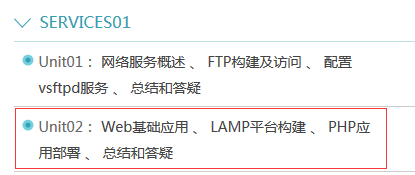 SERVICES01
Unit01： 网络服务概述 、 FTP构建及访问 、 配置
vsftpd服务 、 总结和答疑
Unit02： Web基础应用 、 LAMP平台构建 、 PHP应
用部署 、 总结和答疑